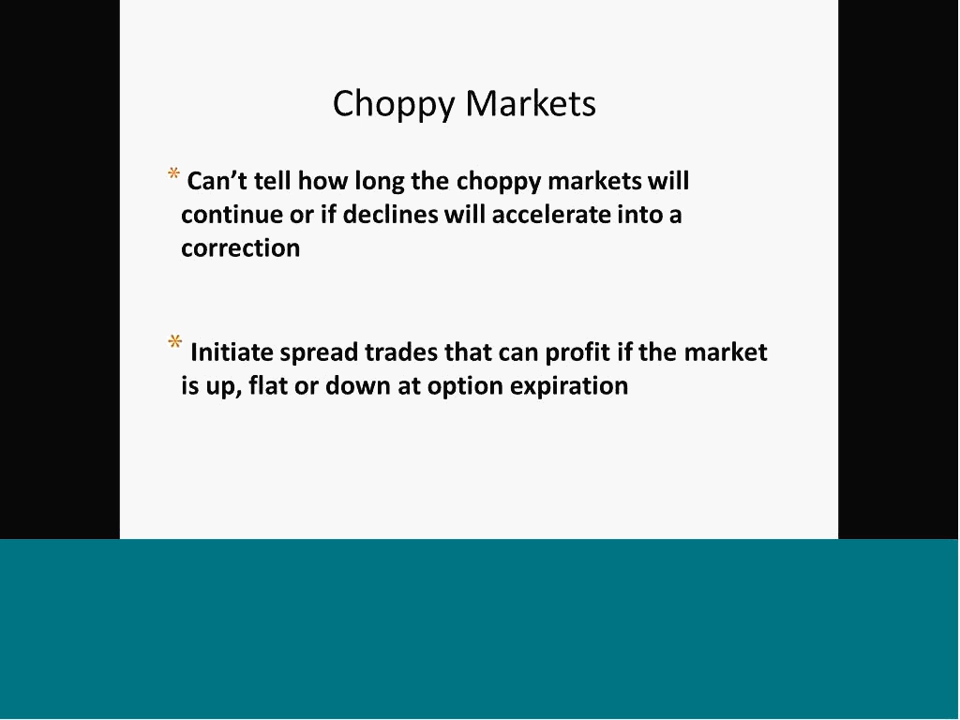 Choppy Markets
* Can’t tell how long the choppy markets will
continue or if declines will accelerate into a
correction
* Initiate spread trades that can profit if the market
is up, flat or down at option expiration